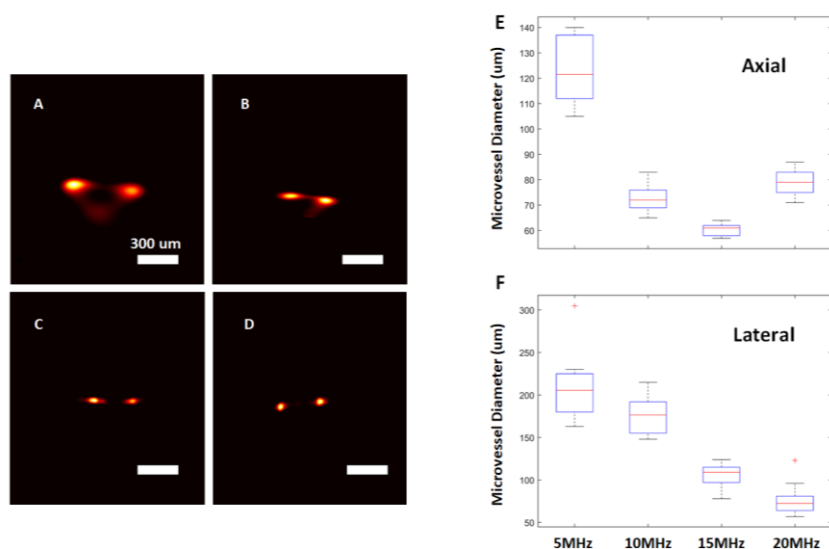 A
B
300 um
C
D
E
Microvessel Diameter (um)
140
130
120
110
100
90
80
70
60
Axial
F
Microvessel Diameter (um)
300
250
200
150
100
50
Lateral
5MHz 10MHz 15MHz 20MHz